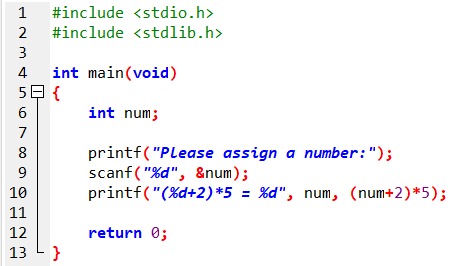 1 #include <stdio.h>
2 #include <stdlib.h>
3
4 int main(void)
5 {
6 int num;
7
8 printf("Please assign a number:");
9 scanf("%d", &num);
10 printf("(%d+2)*5 = %d", num, (num+2)*5);
11
12 return 0;
13 }